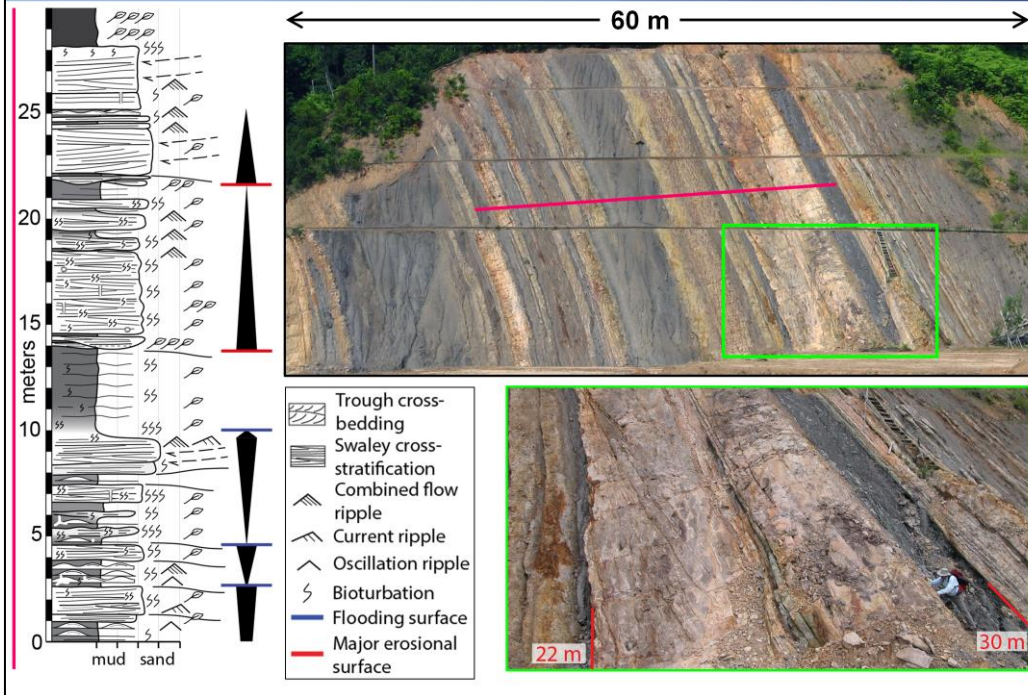 60 m
25
20
15
10
5
0
meters
mud sand
Trough cross-
bedding
Swaley cross-
stratification
Combined flow
ripple
Current ripple
Oscillation ripple
Bioturbation
Flooding surface
Major erosional
surface
22 m
30 m